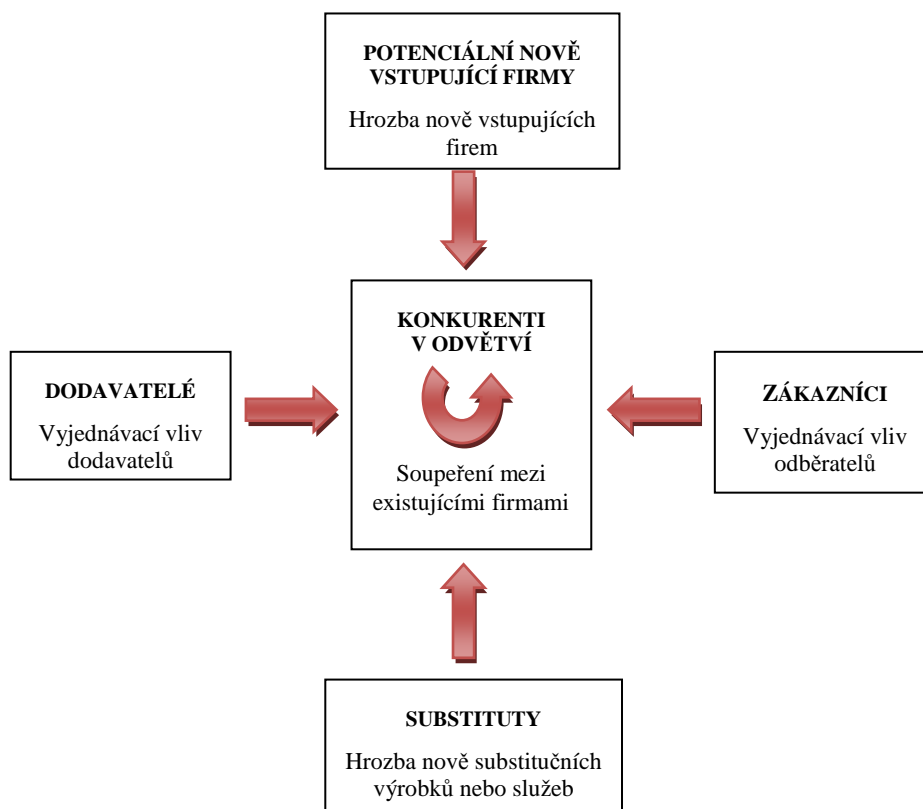 POTENCIÁLNÍ NOVĚ
VSTUPUJÍCÍ FIRMY
Hrozba nově vstupujících
firem
KONKURENTI
V ODVĚTVÍ
Soupeření mezi
existujícími firmami
DODAVATELÉ
Vyjednávací vliv
dodavatelů
ZÁKAZNÍCI
Vyjednávací vliv
odběratelů
SUBSTITUTY
Hrozba nově substitučních
výrobků nebo služeb